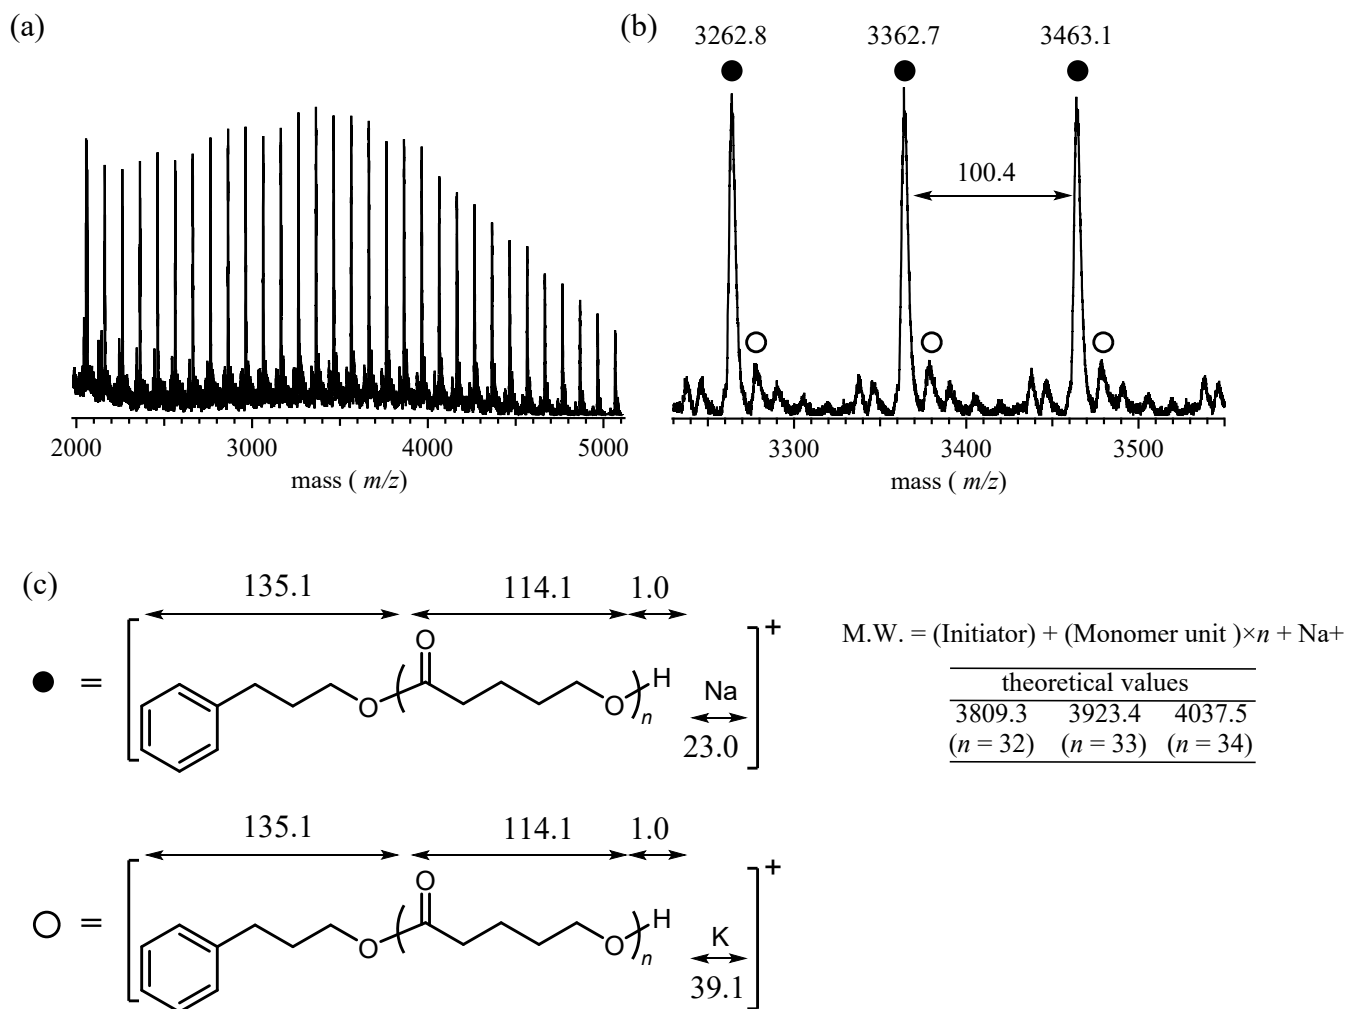 (a)
2000 3000 4000 5000
mass ( m/z)
(b)
3262.8 3362.7 3463.1
100.4
3300 3400 3500
mass ( m/z)
(c)
135.1 114.1 1.0
= O O O n H Na +
23.0
M.W. = (Initiator) + (Monomer unit )×n + Na+
theoretical values
3809.3 3923.4 4037.5
(n = 32) (n = 33) (n = 34)
135.1 114.1 1.0
= O O O n H K +
39.1